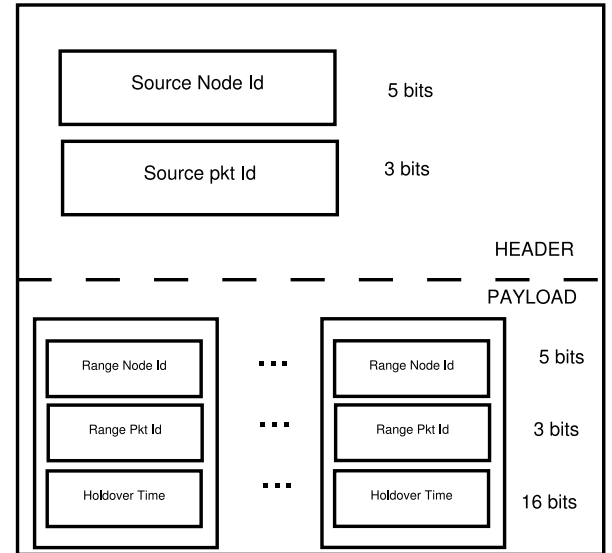 Source Node Id 5 bits
Source pkt Id 3 bits
HEADER
PAYLOAD
Range Node Id ... Range Node Id 5 bits
Range Pkt Id ... Range Pkt Id 3 bits
Holdover Time ... Holdover Time 16 bits